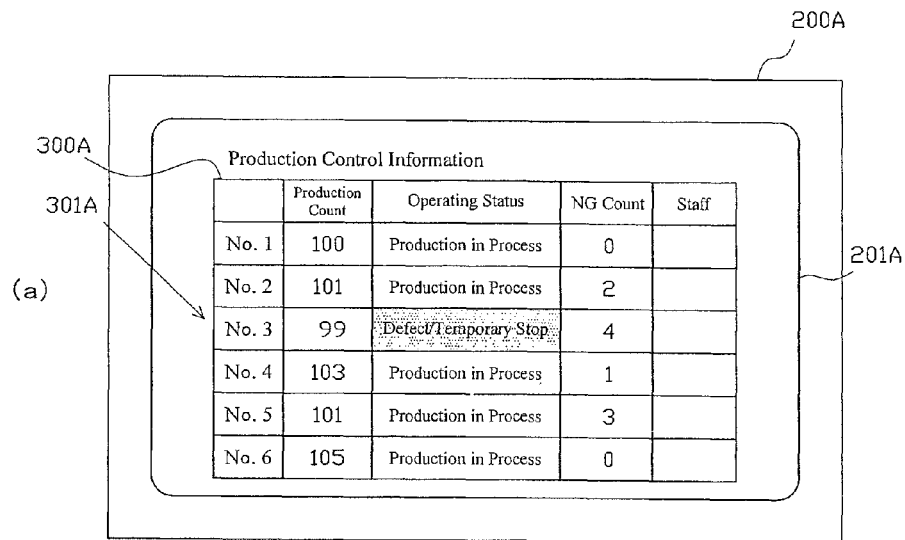 200A
300A
Production Control Information
301A
Production Count Operating Status NG Count Staff
No. 1 100 Production in Process 0
201A
(a)
No. 2 101 Production in Process 2
No. 3 99 Defect/Temporary Stop 4
No. 4 103 Production in Process 1
No. 5 101 Production in Process 3
No. 6 105 Production in Process 0